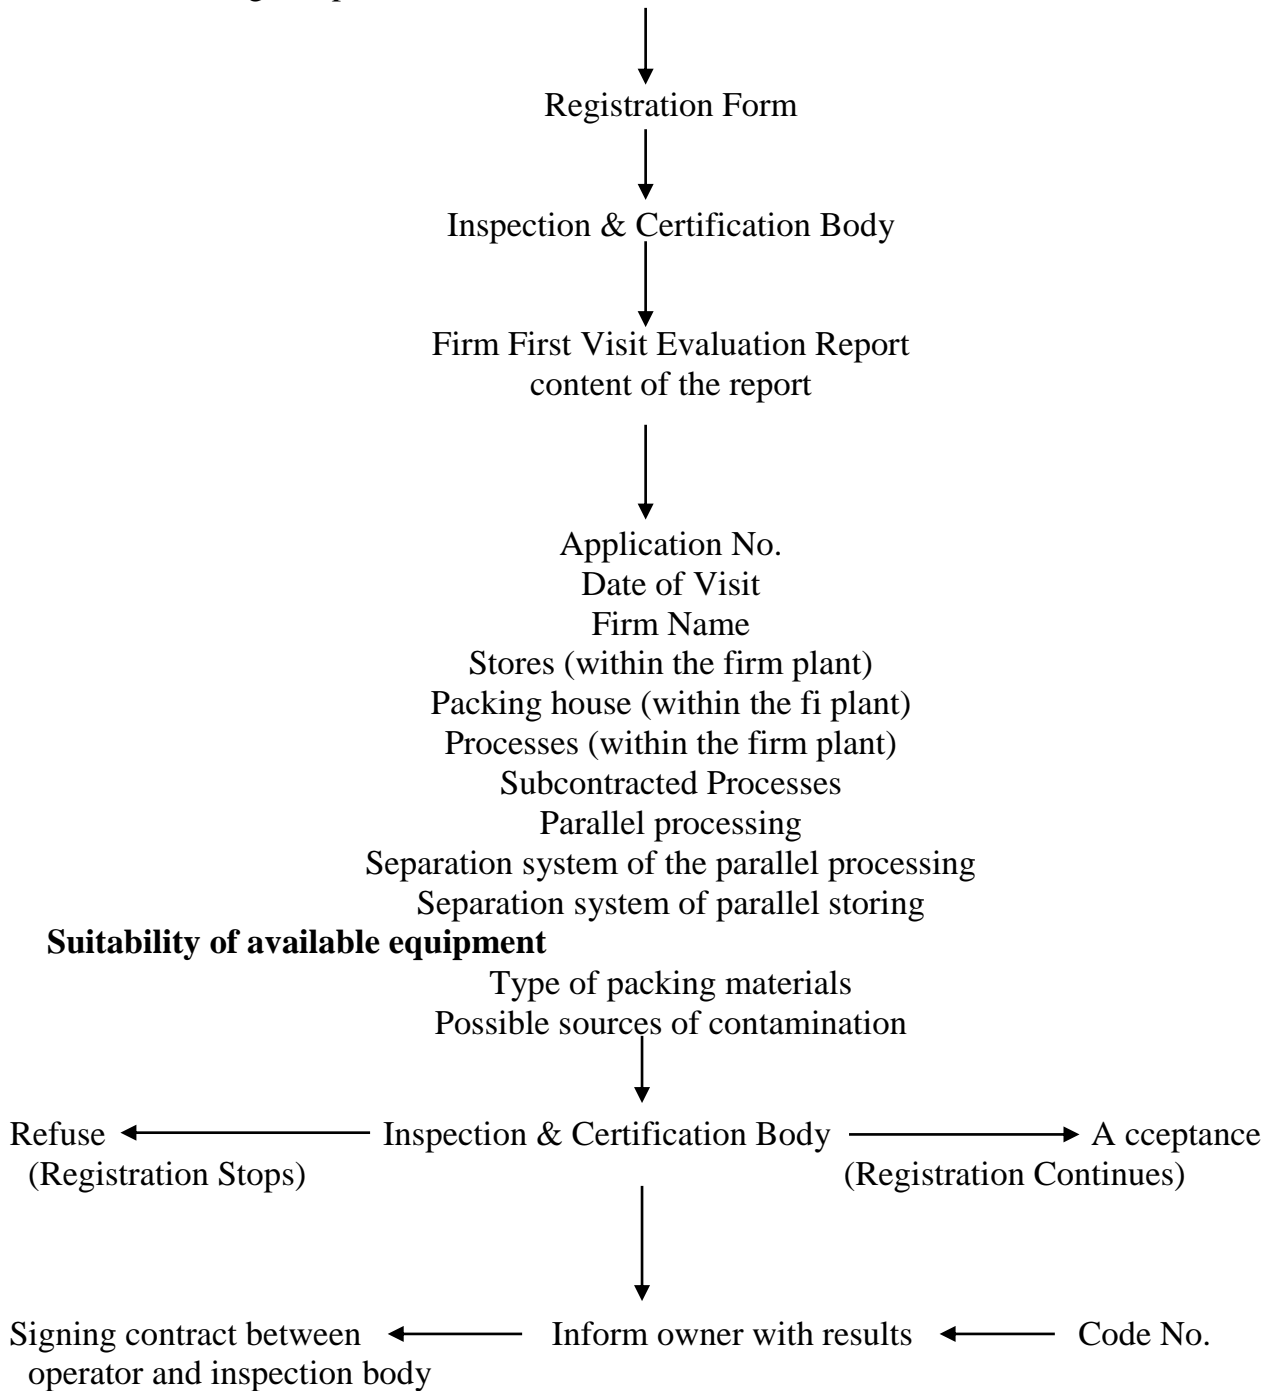 Registration Form
Inspection & Certification Body
Firm First Visit Evaluation Report
content of the report
Application No.
Date of Visit
Firm Name
Stores (within the firm plant)
Packing house (within the fi plant)
Processes (within the firm plant)
Subcontracted Processes
Parallel processing
Separation system of the parallel processing
Separation system of parallel storing
Suitability of available equipment
Type of packing materials
Possible sources of contamination
Refuse Inspection & Certification Body A cceptance
(Registration Stops) (Registration Continues)
Signing contract between Inform owner with results Code No.
operator and inspection body